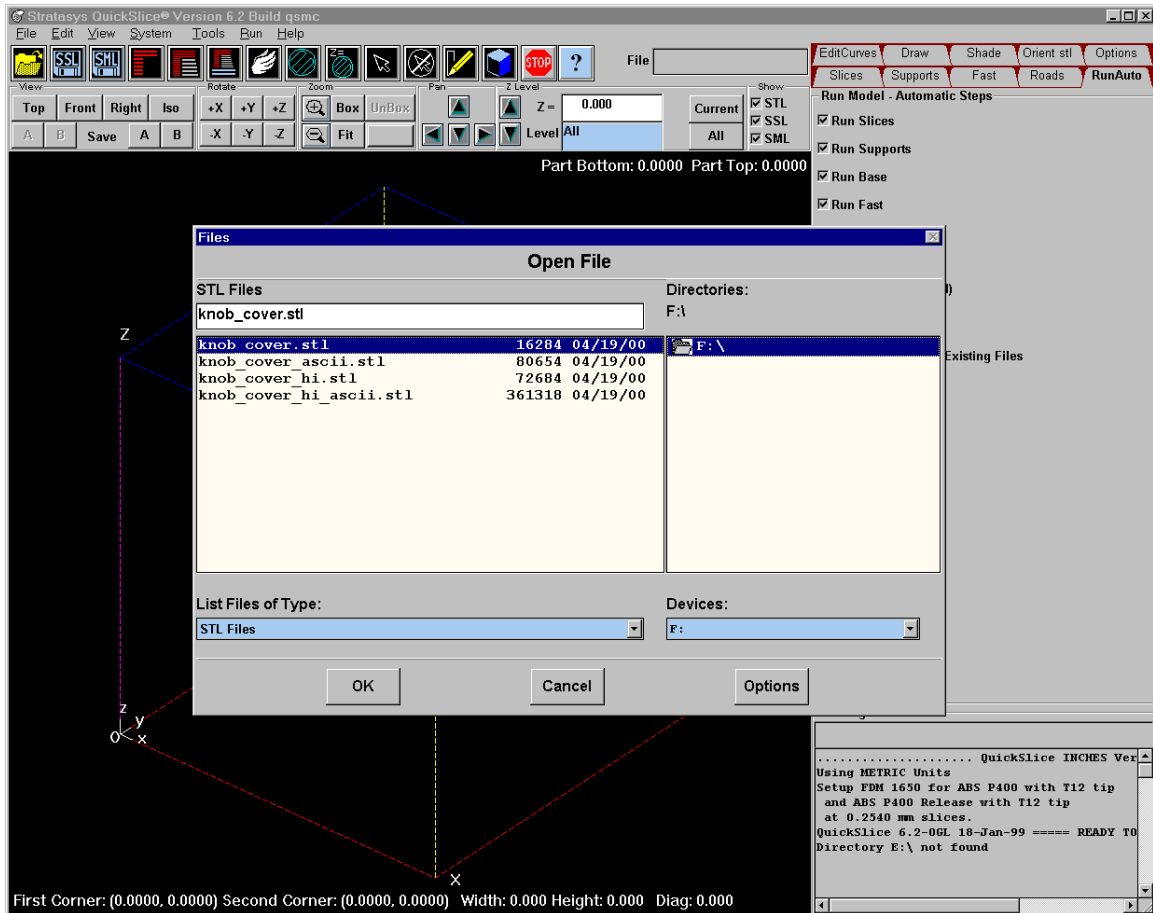 Stratasys QuickSlice® Version 6.2 Build qsmc
File Edit View System Tools Run Help
SSL SML Z= STOP ? File
EditCurves Draw Shade Orient stl Options
Slices Supports Fast Roads RunAuto
View Rotate Zoom Pan Z Level Show
Top Front Right Iso +X +Y +Z Box UnBox Z = 0.000 Current STL
SSL
A B Save A B -X -Y -Z Fit Level All All SML
Run Model - Automatic Steps
Run Slices
Run Supports
Run Base
Run Fast
Part Bottom: 0.0000 Part Top: 0.0000
Files
Open File
STL Files Directories:
knob_cover.stl F:\
knob_cover.stl 16284 04/19/00 F:\
knob_cover_ascii.stl 80654 04/19/00
knob_cover_hi.stl 72684 04/19/00
knob_cover_hi_ascii.stl 361318 04/19/00
Existing Files
List Files of Type: Devices:
STL Files F:
OK Cancel Options
Z
z
y
0 x
X
..................... QuickSlice INCHES Ver
Using METRIC Units
Setup FDM 1650 for ABS P400 with T12 tip
and ABS P400 Release with T12 tip
at 0.2540 mm slices.
QuickSlice 6.2-OGL 18-Jan-99 ===== READY TO
Directory E:\ not found
First Corner: (0.0000, 0.0000) Second Corner: (0.0000, 0.0000) Width: 0.000 Height: 0.000 Diag: 0.000